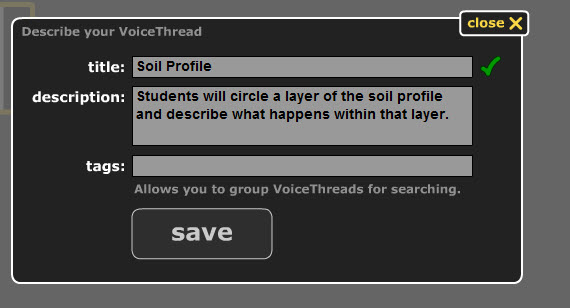 close
Describe your VoiceThread
title: Soil Profile
description: Students will circle a layer of the soil profile
and describe what happens within that layer.
tags:
Allows you to group VoiceThreads for searching.
save